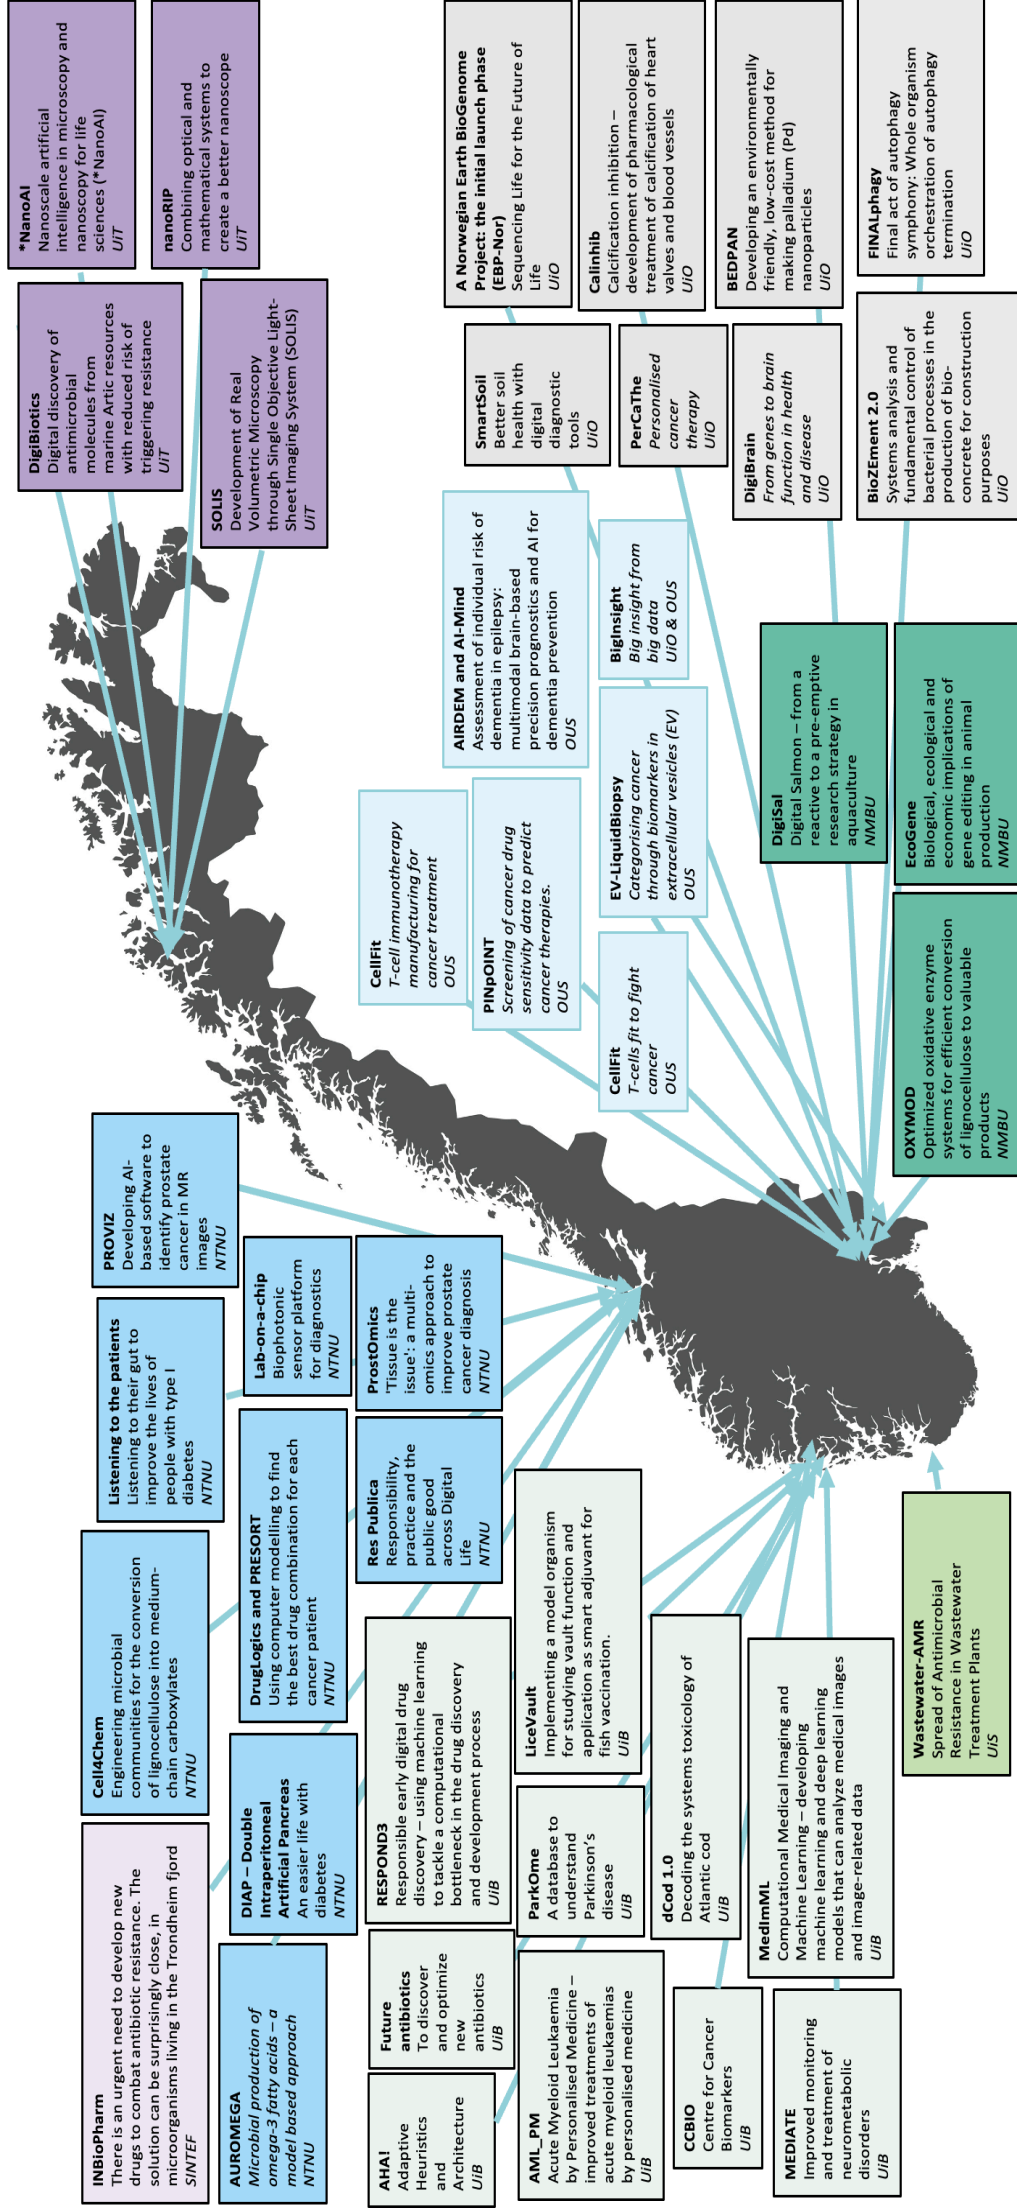 INBioPharm
There is an urgent need to develop new
drugs to combat antibiotic resistance. The
solution can be surprisingly close, in
microorganisms living in the Trondheim fjord
SINTEF
Cell4Chem
Engineering microbial
communities for the conversion
of lignocellulose into medium-
chain carboxylates
NTNU
Listening to the patients
Listening to their gut to
improve the lives of
people with type I
diabetes
NTNU
PROVIZ
Developing AI-
based software to
identify prostate
cancer in MR
images
NTNU
DigiBiotics
Digital discovery of
antimicrobial
molecules from
marine Artic resources
with reduced risk of
triggering resistance
UiT
*NanoAI
Nanoscale artificial
intelligence in microscopy and
nanoscopy for life
sciences (*NanoAI)
UiT
nanoRIP
Combining optical and
mathematical systems to
create a better nanoscope
UiT
SOLIS
Development of Real
Volumetric Microscopy
through Single Objective Light-
Sheet Imaging System (SOLIS)
UiT
AUROMEGA
Microbial production of
omega-3 fatty acids – a
model based approach
NTNU
DIAP – Double
Intraperitoneal
Artificial Pancreas
An easier life with
diabetes
NTNU
DrugLogics and PRESORT
Using computer modelling to find
the best drug combination for each
cancer patient
NTNU
Lab-on-a-chip
Biophotonic
sensor platform
for diagnostics
NTNU
Res Publica
Responsibility,
practice and the
public good
across Digital
Life
NTNU
ProstOmics
'Tissue is the
issue': a multi-
omics approach to
improve prostate
cancer diagnosis
NTNU
AHA!
Adaptive
Heuristics
and
Architecture
UiB
Future
antibiotics
To discover
and optimize
new
antibiotics
UiB
RESPOND3
Responsible early digital drug
discovery – using machine learning
to tackle a computational
bottleneck in the drug discovery
and development process
UiB
AML_PM
Acute Myeloid Leukaemia
by Personalised Medicine –
improved treatments of
acute myeloid leukaemias
by personalised medicine
UiB
ParkOme
A database to
understand
Parkinson's
disease
UiB
LiceVault
Implementing a model organism
for studying vault function and
application as smart adjuvant for
fish vaccination.
UiB
CCBIO
Centre for Cancer
Biomarkers
UiB
dCod 1.0
Decoding the systems toxicology of
Atlantic cod
UiB
MEDIATE
Improved monitoring
and treatment of
neurometabolic
disorders
UiB
MedImML
Computational Medical Imaging and
Machine Learning – developing
machine learning and deep learning
models that can analyze medical images
and image-related data
UiB
Wastewater-AMR
Spread of Antimicrobial
Resistance in Wastewater
Treatment Plants
UiS
CellFit
T-cell immunotherapy
manufacturing for
cancer treatment
OUS
PINpOINT
Screening of cancer drug
sensitivity data to predict
cancer therapies.
OUS
AIRDEM and AI-Mind
Assessment of individual risk of
dementia in epilepsy:
multimodal brain-based
precision prognostics and AI for
dementia prevention
OUS
CellFit
T-cells fit to fight
cancer
OUS
EV-LiquidBiopsy
Categorising cancer
through biomarkers in
extracellular vesicles (EV)
OUS
BigInsight
Big insight from
big data
UiO & OUS
SmartSoil
Better soil
health with
digital
diagnostic
tools
UiO
A Norwegian Earth BioGenome
Project: the initial launch phase
(EBP-Nor)
Sequencing Life for the Future of
Life
UiO
PerCaThe
Personalised
cancer
therapy
UiO
Calinhib
Calcification inhibition –
development of pharmacological
treatment of calcification of heart
valves and blood vessels
UiO
DigiBrain
From genes to brain
function in health
and disease
UiO
BEDPAN
Developing an environmentally
friendly, low-cost method for
making palladium (Pd)
nanoparticles
UiO
DigiSal
Digital Salmon – from a
reactive to a pre-emptive
research strategy in
aquaculture
NMBU
OXYMOD
Optimized oxidative enzyme
systems for efficient conversion
of lignocellulose to valuable
products
NMBU
EcoGene
Biological, ecological and
economic implications of
gene editing in animal
production
NMBU
BioZEment 2.0
Systems analysis and
fundamental control of
bacterial processes in the
production of bio-
concrete for construction
purposes
UiO
FINALphagy
Final act of autophagy
symphony: Whole organism
orchestration of autophagy
termination
UiO